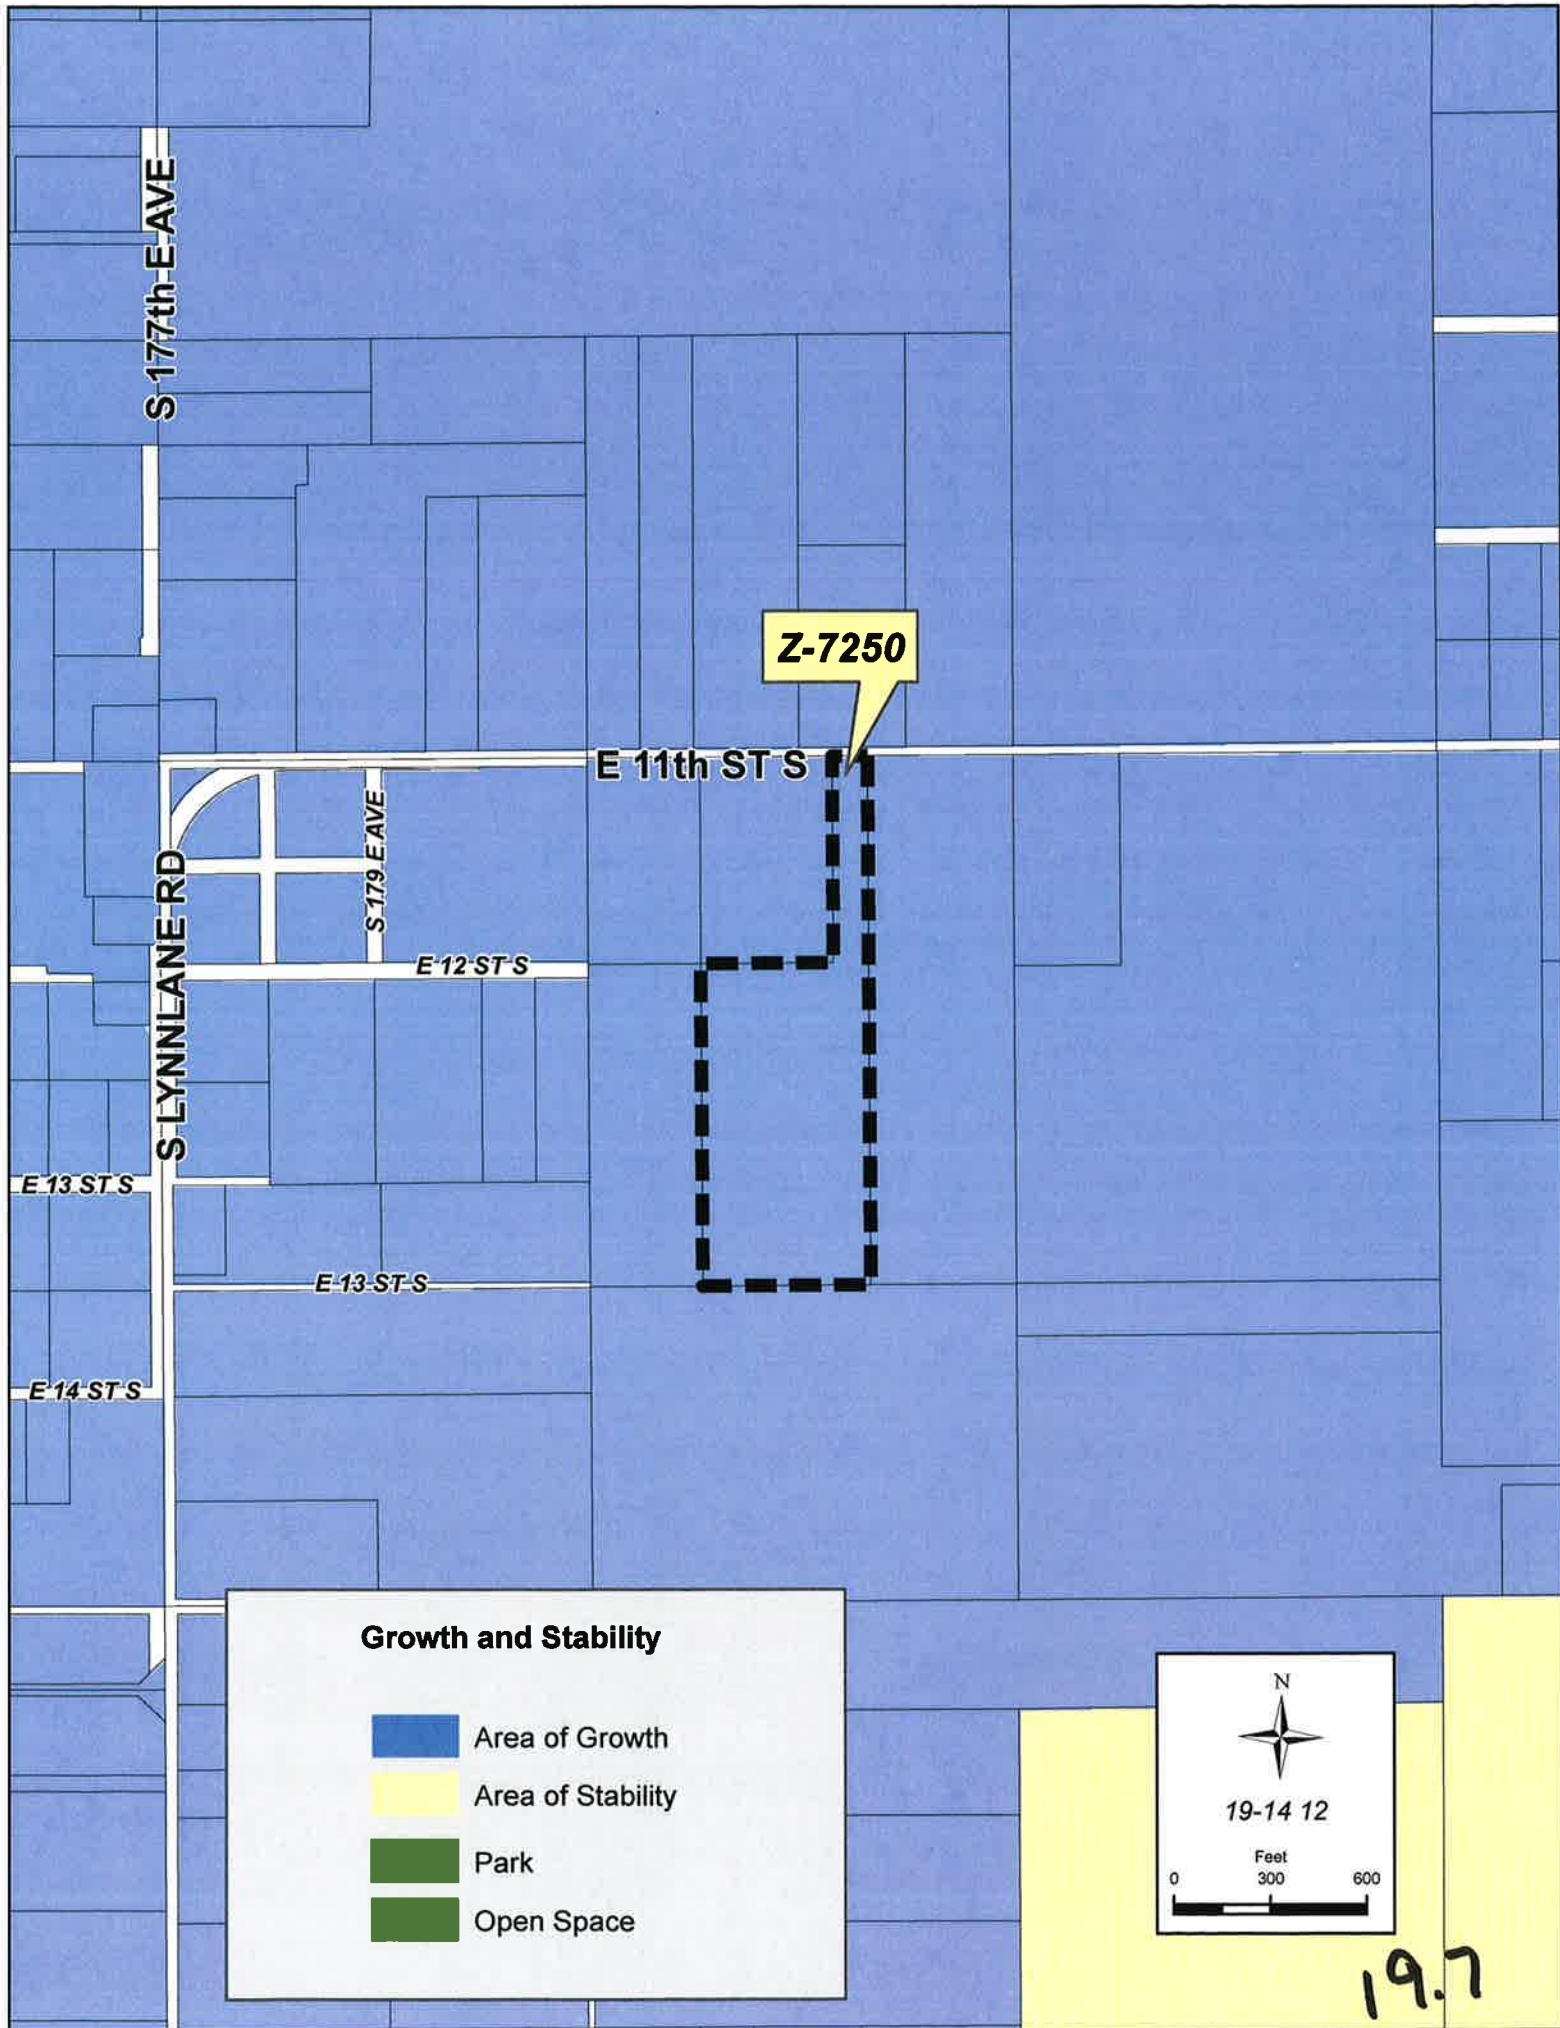 S 177th E AVE
Z-7250
E 11th ST S
S 179 E AVE
S LYNNLANE RD
E 12 ST S
E 13 ST S
E 13 ST S
E 14 ST S
Growth and Stability
Area of Growth
Area of Stability
Park
Open Space
N
19-14 12
Feet
0 300 600
19.7